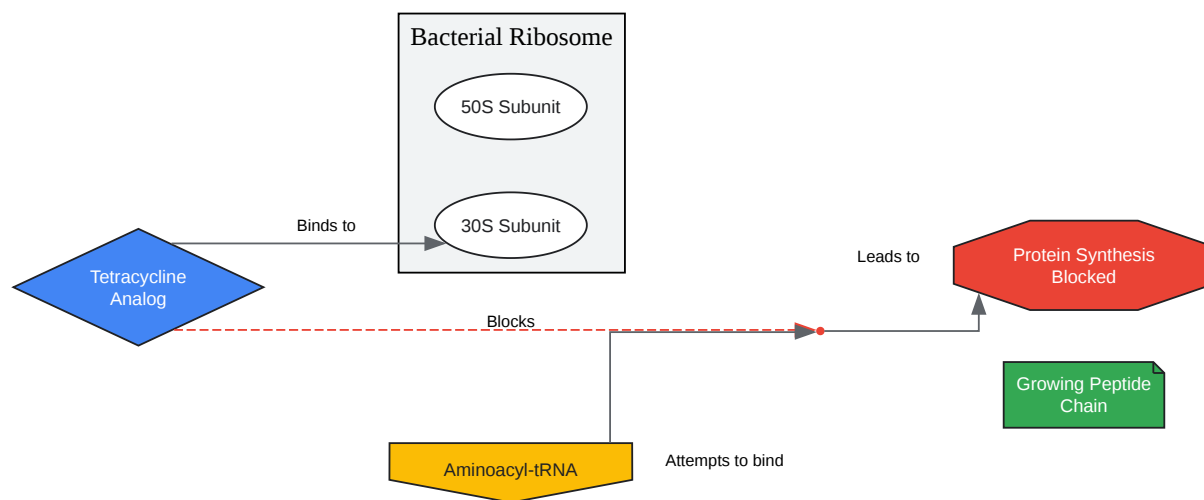 Bacterial Ribosome
50S Subunit
30S Subunit
Binds to
Tetracycline
Analog
Blocks
Leads to
Protein Synthesis
Blocked
Growing Peptide
Chain
Aminoacyl-tRNA
Attempts to bind